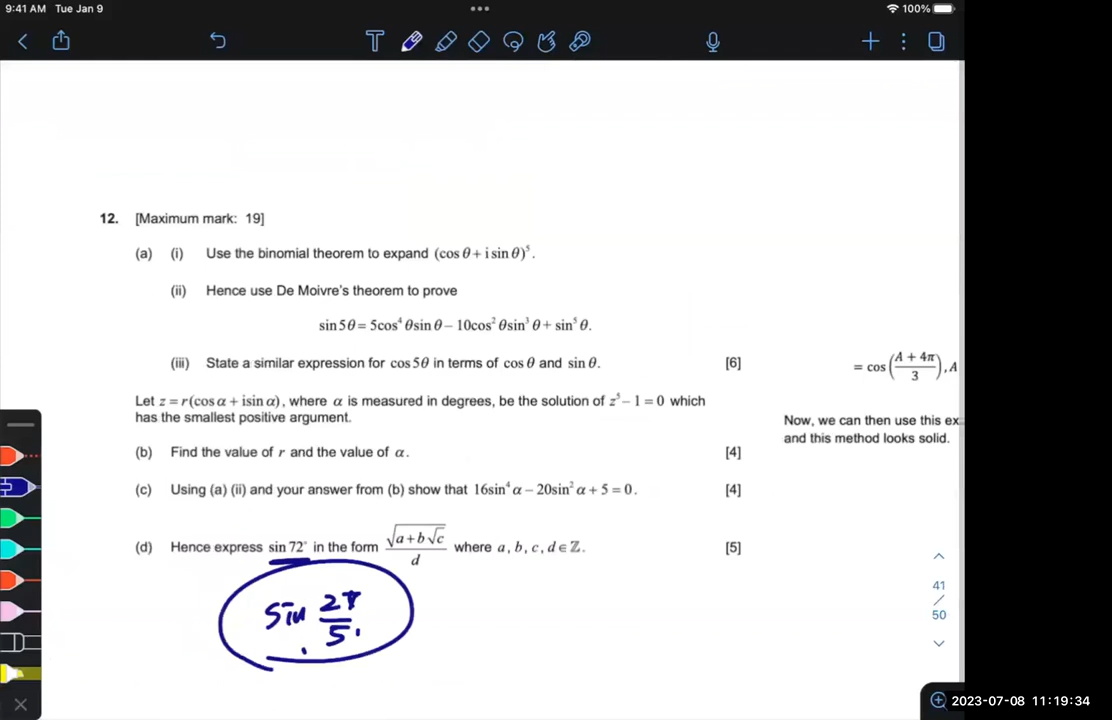 9:41 AM Tue Jan 9
100%
12. [Maximum mark: 19]
(a) (i) Use the binomial theorem to expand (cos θ + i sin θ)⁵.
(ii) Hence use De Moivre's theorem to prove
sin 5θ = 5cos⁴ θ sin θ − 10cos² θ sin³ θ + sin⁵ θ.
(iii) State a similar expression for cos 5θ in terms of cos θ and sin θ. [6]
= cos((A + 4π)/3), A
Let z = r(cos α + i sin α), where α is measured in degrees, be the solution of z⁵ − 1 = 0 which
has the smallest positive argument.
Now, we can then use this ex
and this method looks solid.
(b) Find the value of r and the value of α. [4]
(c) Using (a) (ii) and your answer from (b) show that 16sin⁴ α − 20sin² α + 5 = 0. [4]
(d) Hence express sin 72° in the form √(a + b√c)/d where a, b, c, d ∈ ℤ. [5]
sin 2π/5
41
/
50
2023-07-08 11:19:34